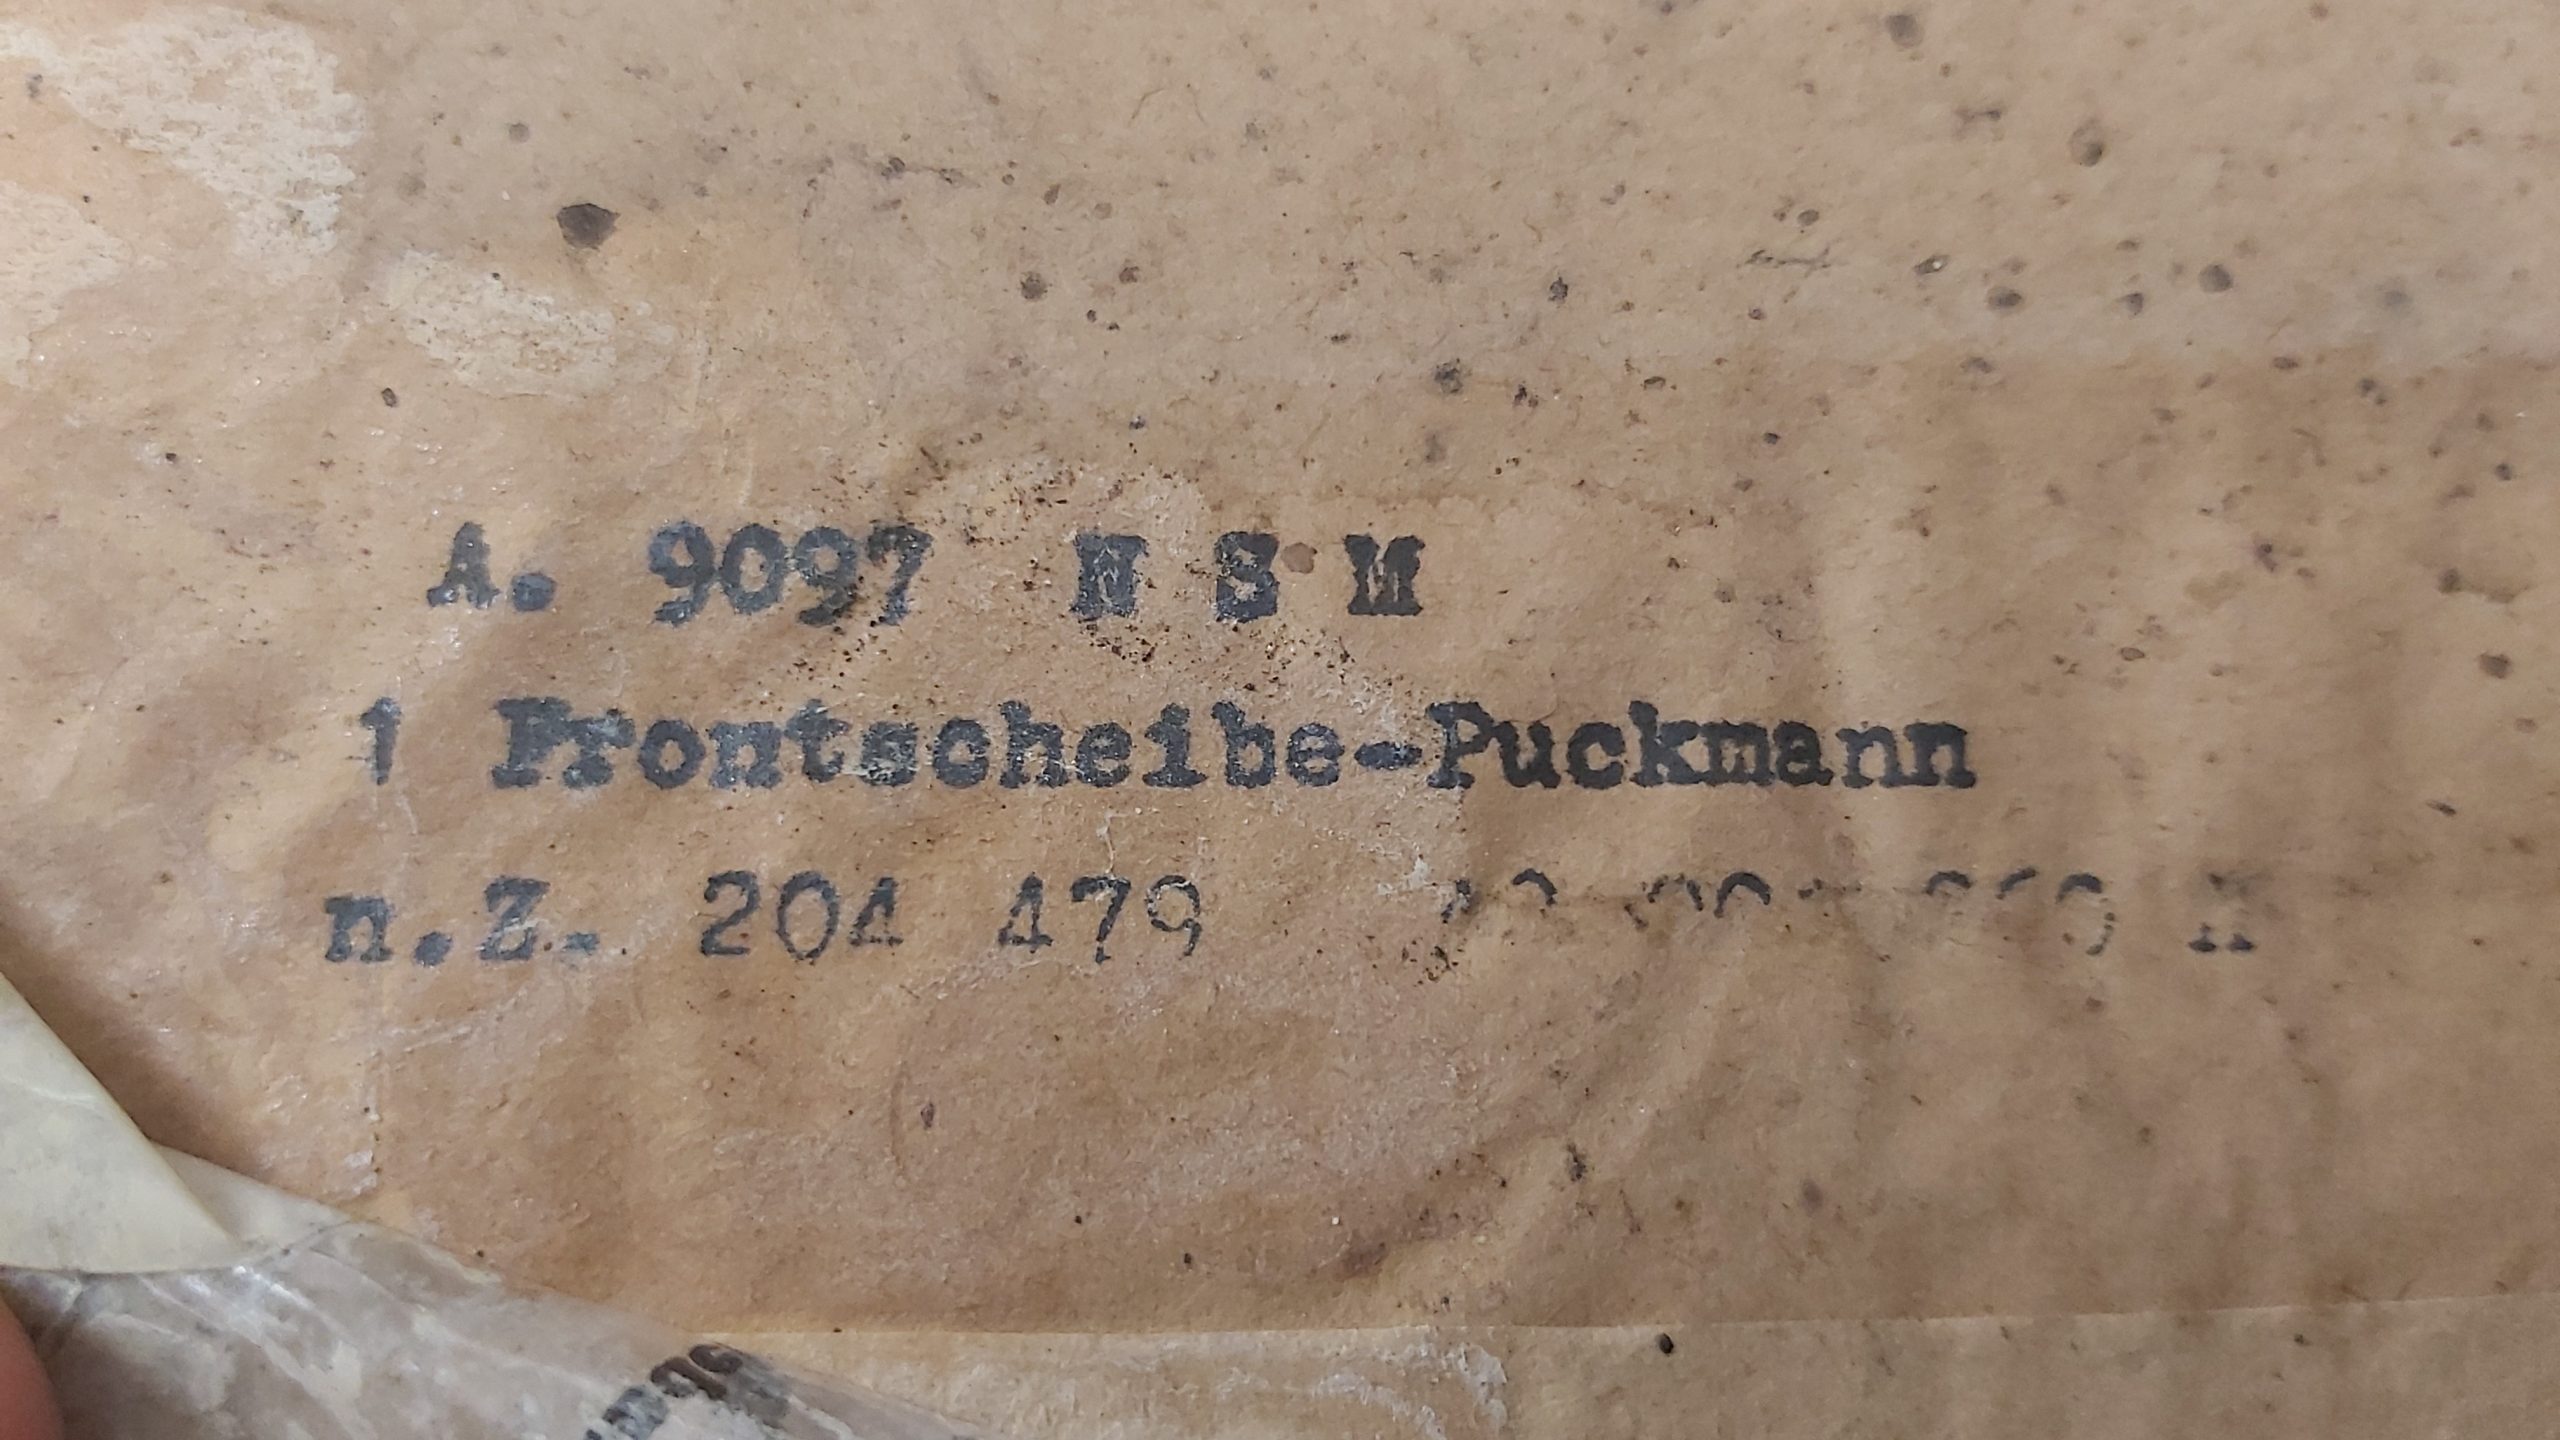 A. 9097 N S M
1 Frontscheibe-Puckmann
n.Z. 204 479